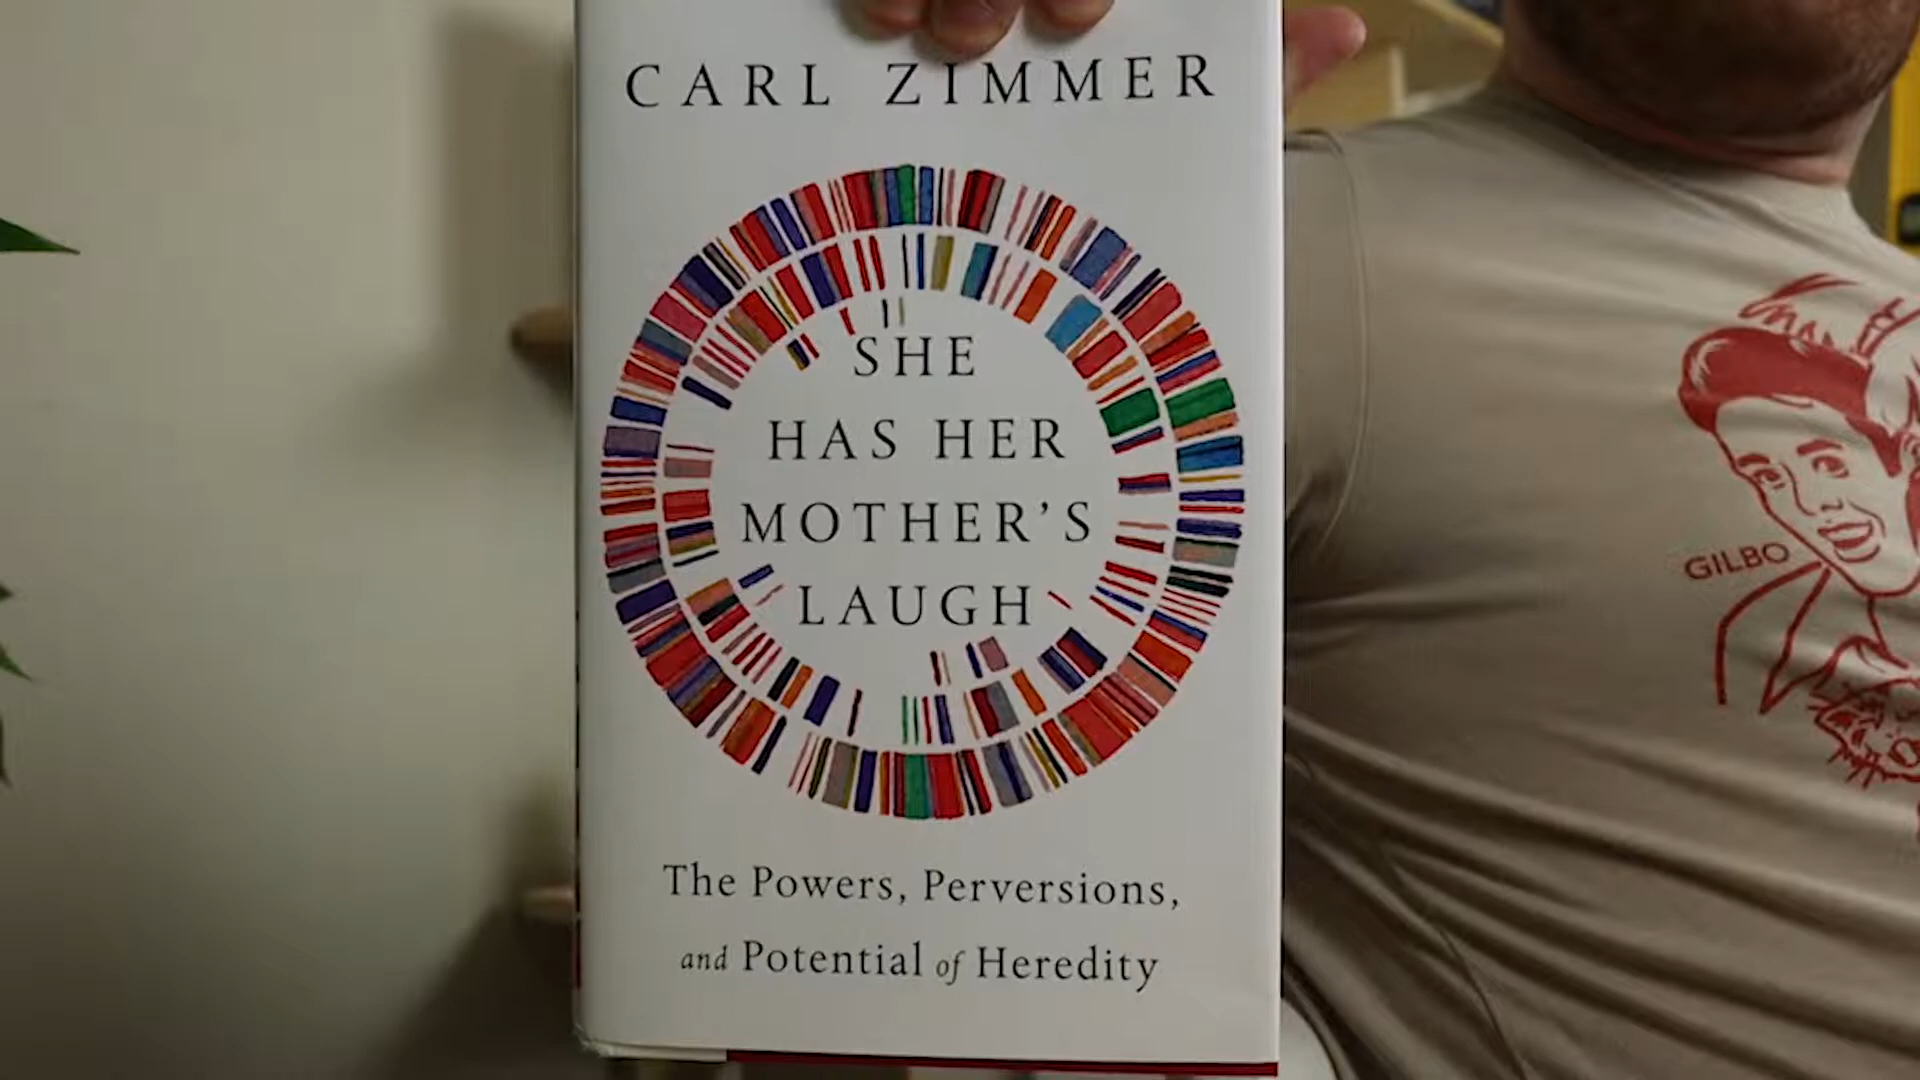 CARL ZIMMER
SHE
HAS HER
MOTHER'S
LAUGH
The Powers, Perversions,
and Potential of Heredity
GILBO